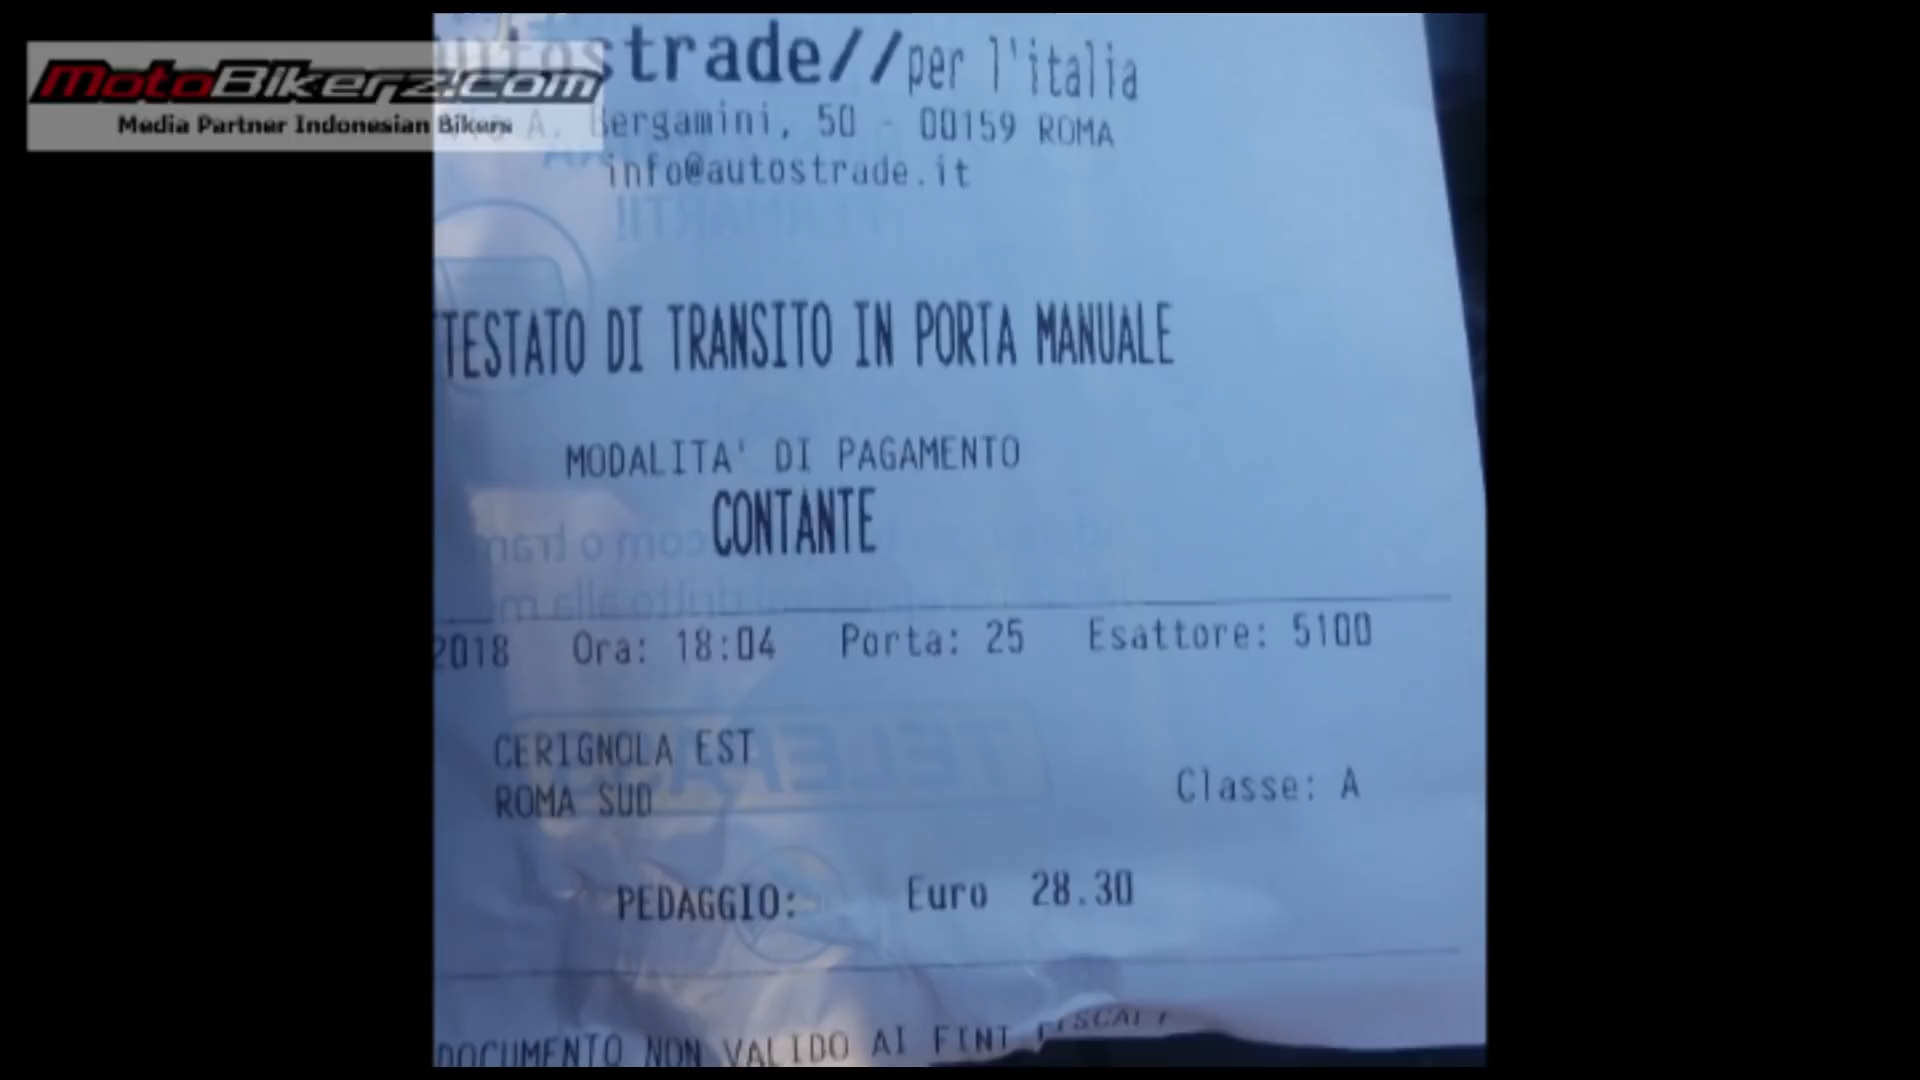 MotoBikerz.com
Media Partner Indonesian Bikers
autostrade//per l'italia
A. Bergamini, 50 - 00159 ROMA
info@autostrade.it
TESTATO DI TRANSITO IN PORTA MANUALE
MODALITA' DI PAGAMENTO
CONTANTE
2018 Ora: 18:04 Porta: 25 Esattore: 5100
CERIGNOLA EST
ROMA SUD
Classe: A
PEDAGGIO: Euro 28.30
DOCUMENTO NON VALIDO AI FINI FISCALI